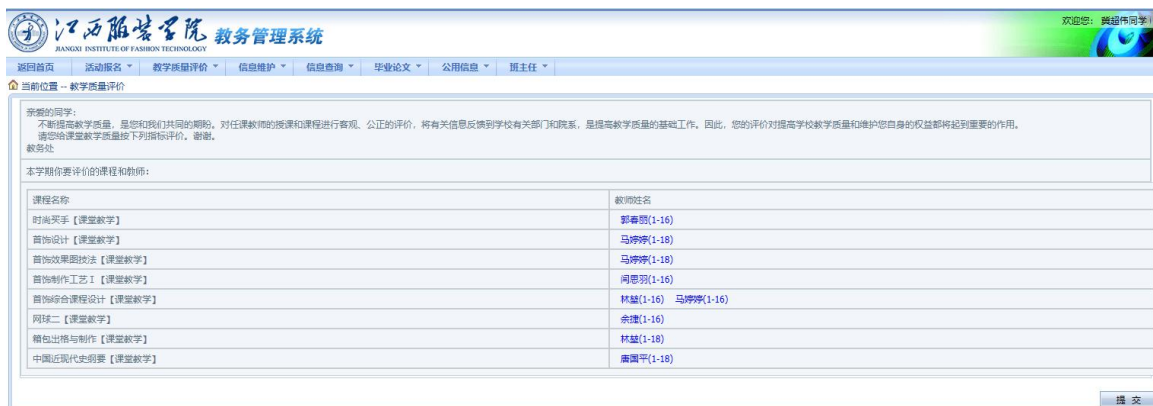 江西服装学院 教务管理系统
JIANGXI INSTITUTE OF FASHION TECHNOLOGY
欢迎您： 龚超伟同学！
返回首页 活动报名 教学质量评价 信息维护 信息查询 毕业论文 公用信息 班主任
当前位置 -- 教学质量评价
亲爱的同学：
不断提高教学质量，是您和我们共同的期盼。对任课教师的授课和课程进行客观、公正的评价，将有关信息反馈到学校有关部门和院系，是提高教学质量的基础工作。因此，您的评价对提高学校教学质量和维护您自身的权益都将起到重要的作用。
请您给课堂教学质量按下列指标评价。谢谢。
教务处
本学期你要评价的课程和教师：
课程名称 教师姓名
时尚买手【课堂教学】 郭春丽(1-16)
首饰设计【课堂教学】 马婷婷(1-18)
首饰效果图技法【课堂教学】 马婷婷(1-18)
首饰制作工艺 I 【课堂教学】 闻思羽(1-16)
首饰综合课程设计【课堂教学】 林堃(1-16) 马婷婷(1-16)
网球二【课堂教学】 余捷(1-16)
箱包出格与制作【课堂教学】 林堃(1-18)
中国近现代史纲要【课堂教学】 唐国平(1-18)
提 交